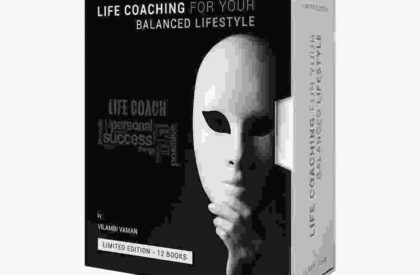 LIFE COACHING FOR YOUR
BALANCED LIFESTYLE
LIFE COACH
personal
success
positive
By
VILAMBI VAMAN
LIMITED EDITION - 12 BOOKS
LIFE COACHING FOR YOUR
BALANCED LIFESTYLE